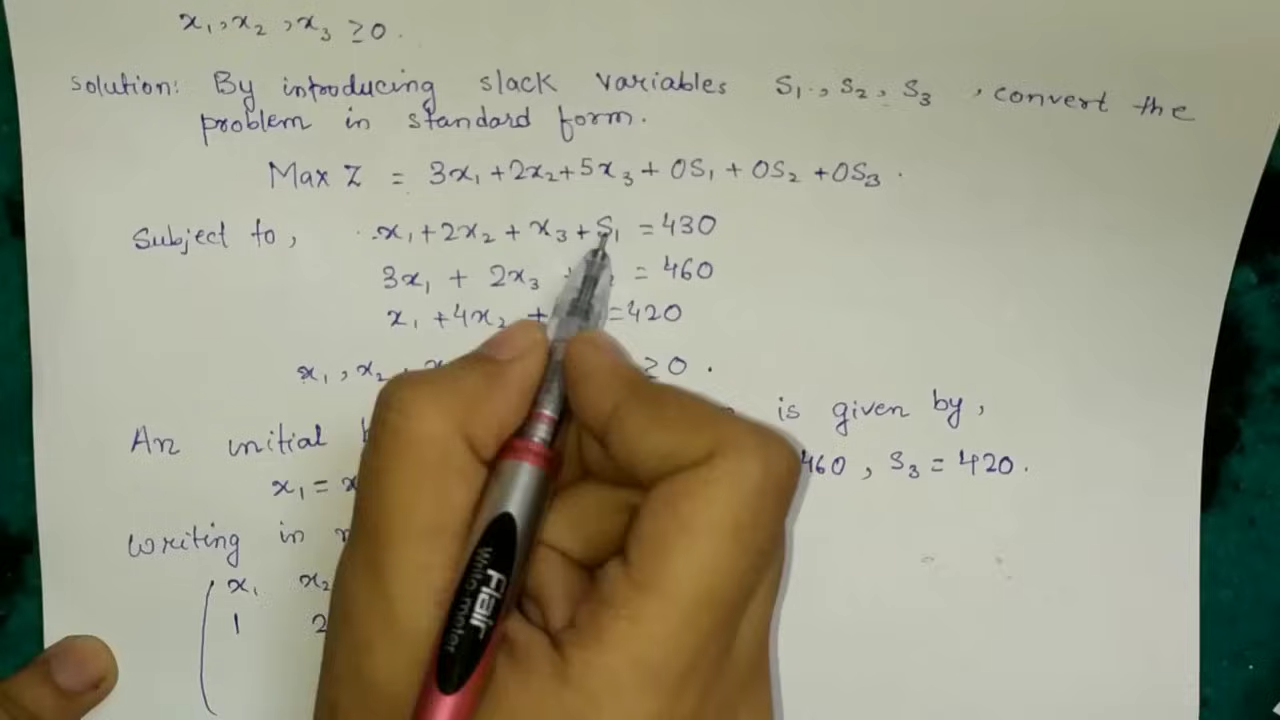 x₁, x₂, x₃ ≥ 0.
Solution: By introducing slack variables S₁, S₂, S₃, convert the
problem in standard form.
Max Z = 3x₁ + 2x₂ + 5x₃ + 0S₁ + 0S₂ + 0S₃.
Subject to, x₁ + 2x₂ + x₃ + S₁ = 430
3x₁ + 2x₃ + ₂ = 460
x₁ + 4x₂ + = 420
x₁, x₂, ≥ 0.
An initial is given by,
x₁ = 460, S₃ = 420.
Writing in
x₁ x₂
1 2
Flair
Writo-meter